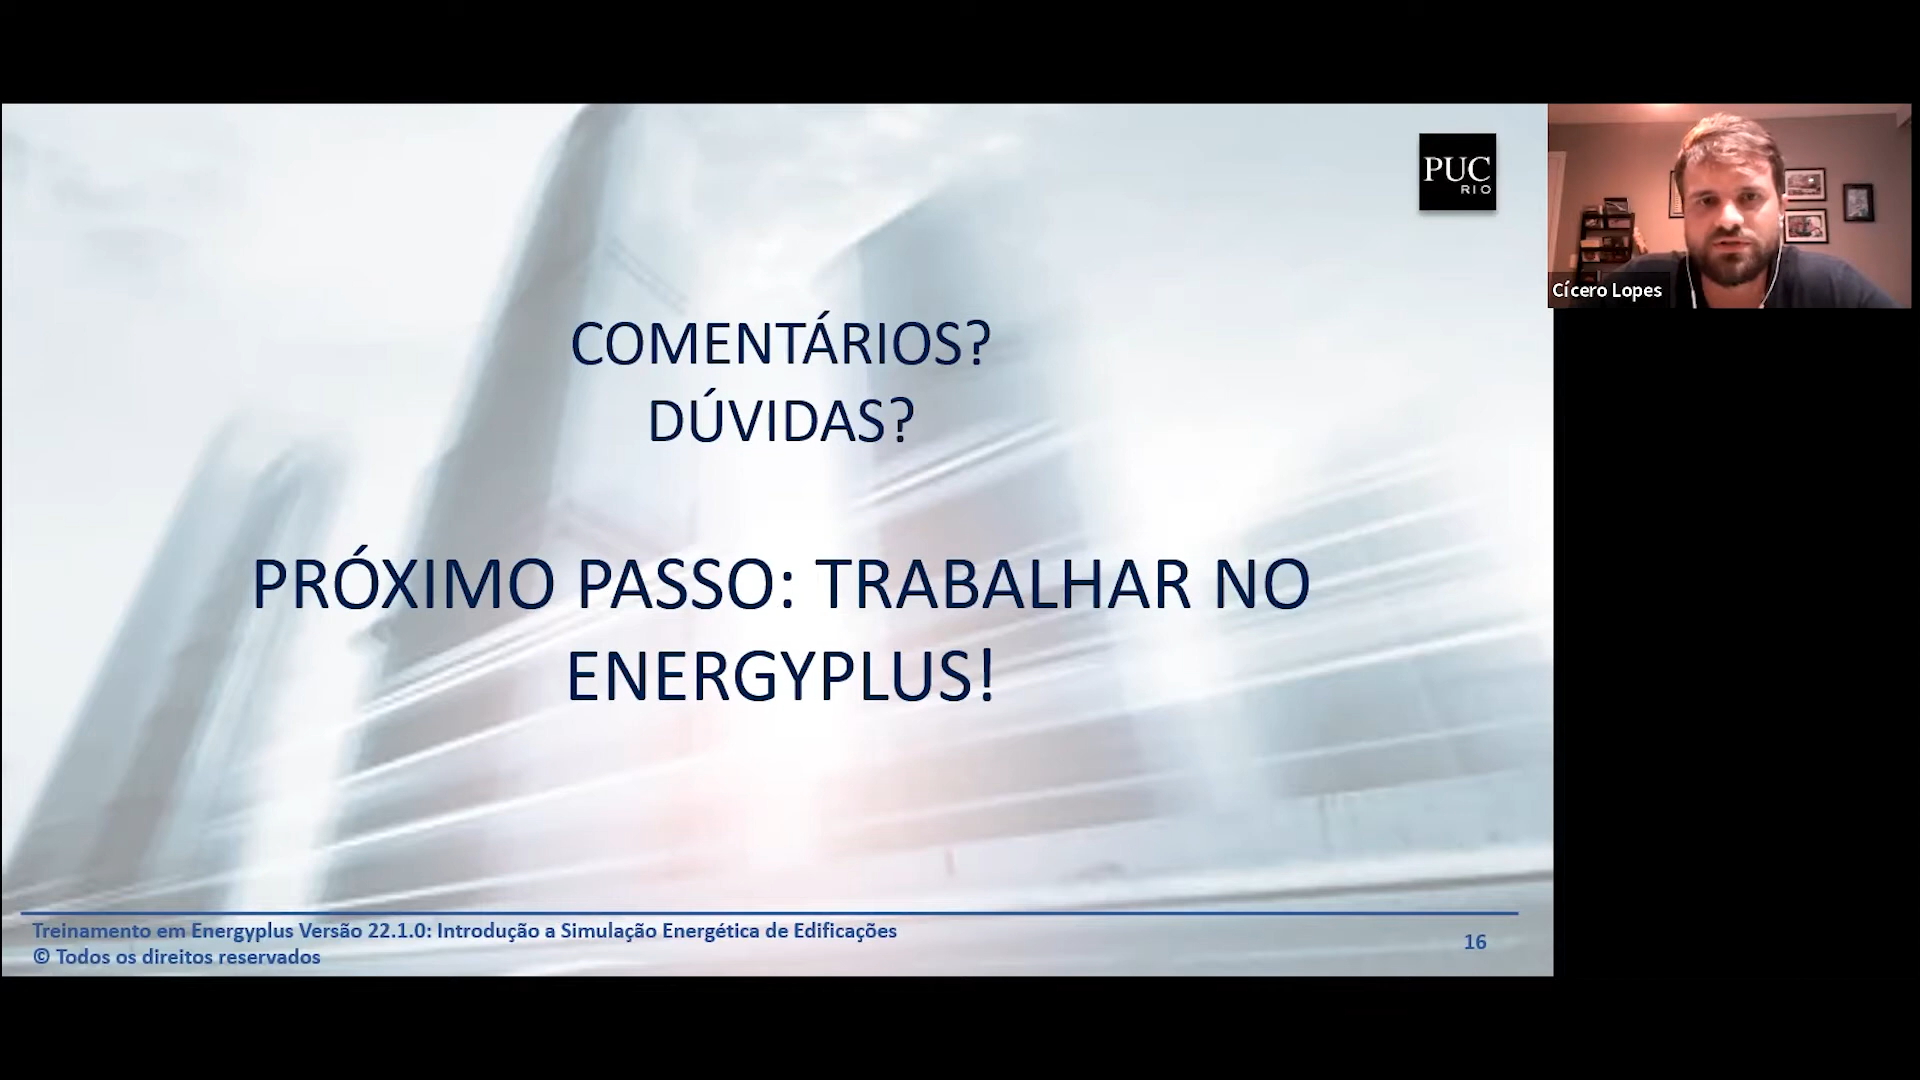 PUC
RIO
Cícero Lopes
COMENTÁRIOS?
DÚVIDAS?
PRÓXIMO PASSO: TRABALHAR NO
ENERGYPLUS!
Treinamento em Energyplus Versão 22.1.0: Introdução a Simulação Energética de Edificações
© Todos os direitos reservados
16